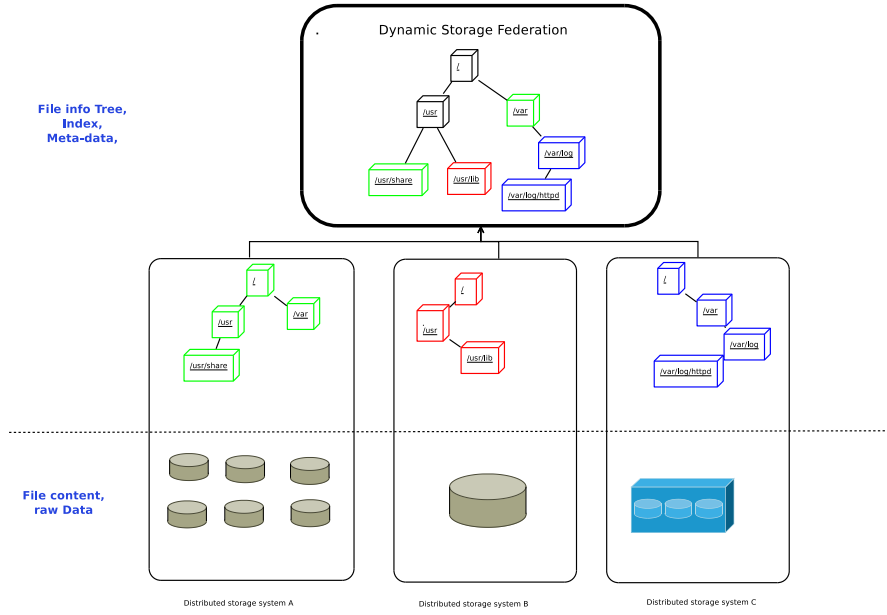 Dynamic Storage Federation
/
/usr
/var
/var/log
/usr/share
/usr/lib
/var/log/httpd
File info Tree,
Index,
Meta-data,
/
/usr
/var
/usr/share
/
/usr
/usr/lib
/
/var
/var/log
/var/log/httpd
File content,
raw Data
Distributed storage system A
Distributed storage system B
Distributed storage system C